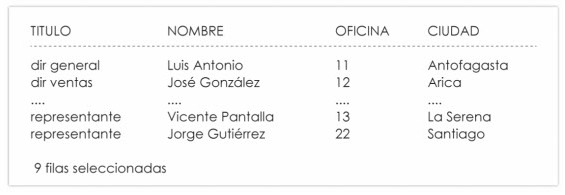 TITULO NOMBRE OFICINA CIUDAD
dir general Luis Antonio 11 Antofagasta
dir ventas José González 12 Arica
.... .... .... ....
representante Vicente Pantalla 13 La Serena
representante Jorge Gutiérrez 22 Santiago
9 filas seleccionadas